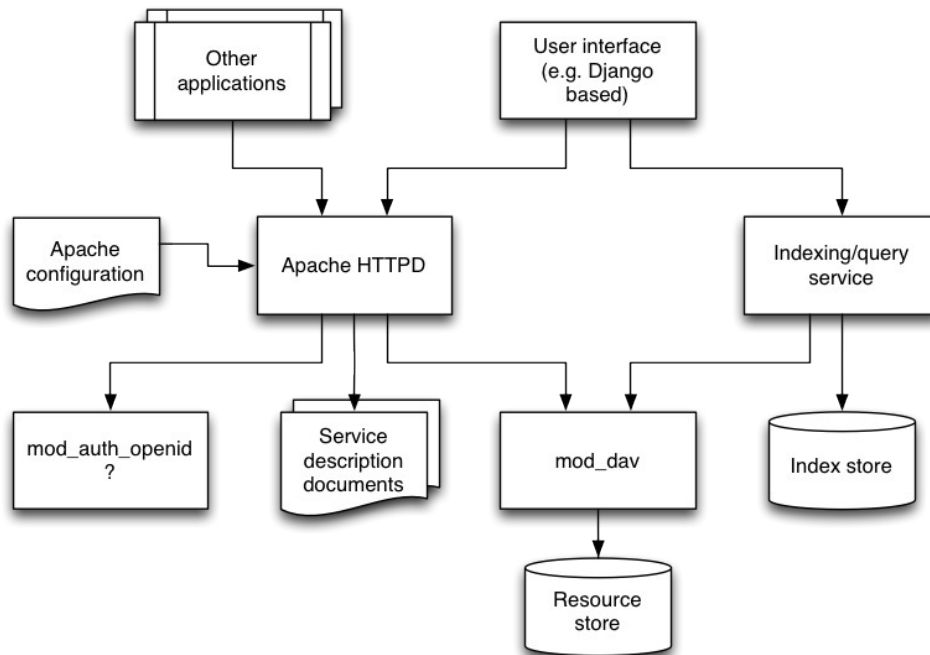 Other
applications
User interface
(e.g. Django
based)
Apache
configuration
Apache HTTPD
Indexing/query
service
mod_auth_openid
?
Service
description
documents
mod_dav
Index store
Resource
store